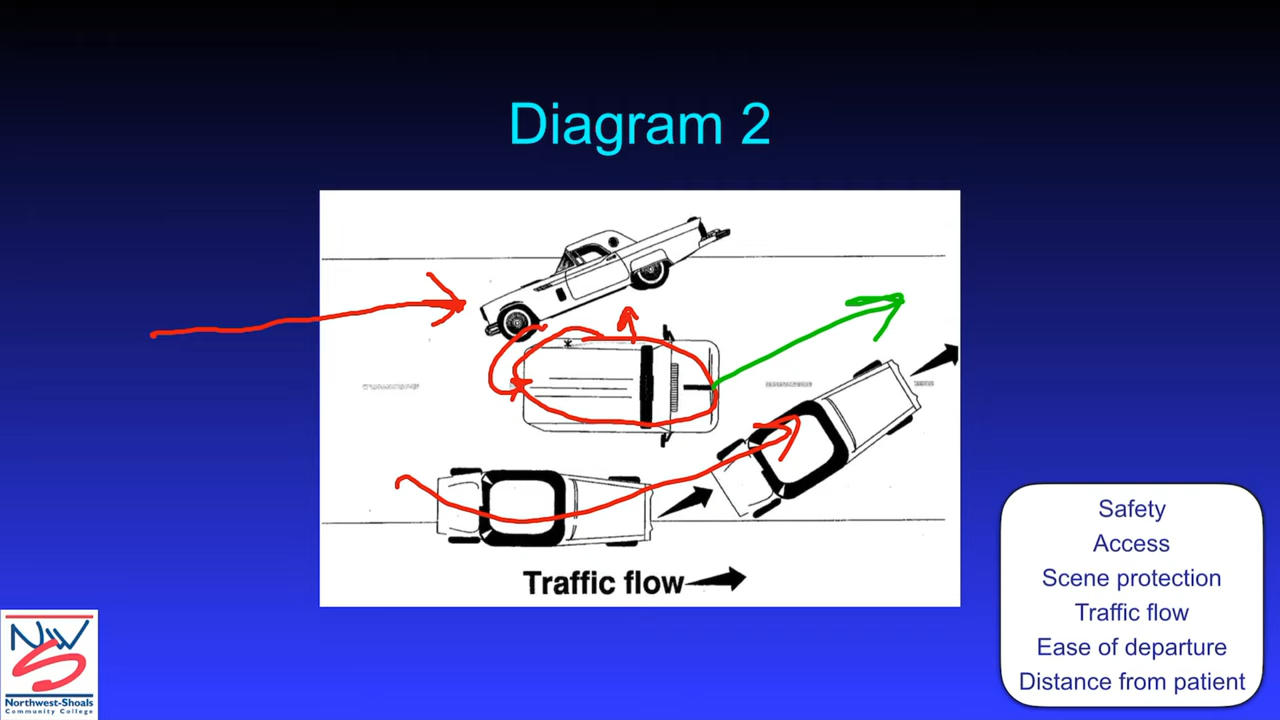 Diagram 2
Traffic flow
Safety
Access
Scene protection
Traffic flow
Ease of departure
Distance from patient
NWS
Northwest-Shoals
Community College